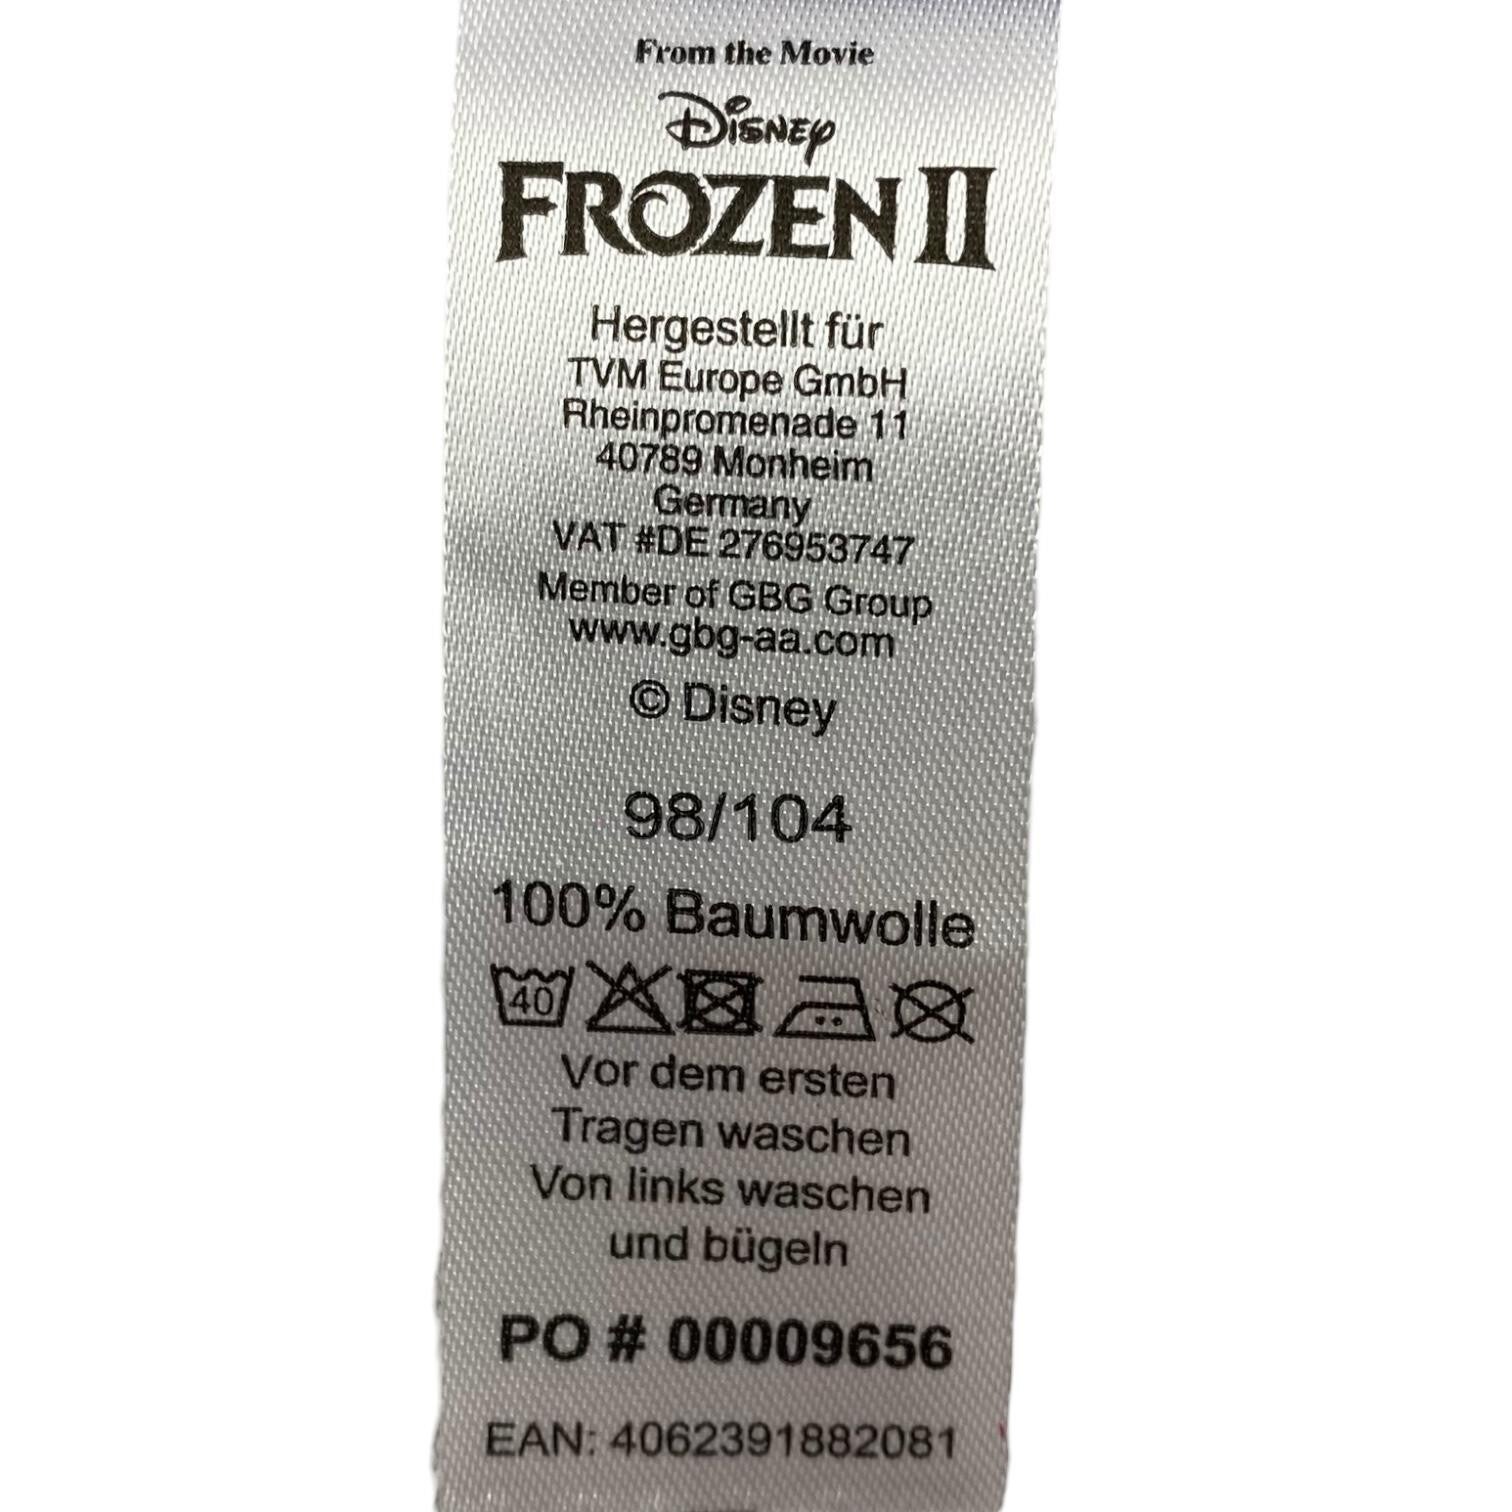 From the Movie
Disney
FROZEN II
Hergestellt für
TVM Europe GmbH
Rheinpromenade 11
40789 Monheim
Germany
VAT #DE 276953747
Member of GBG Group
www.gbg-aa.com
© Disney
98/104
100% Baumwolle
40
Vor dem ersten
Tragen waschen
Von links waschen
und bügeln
PO # 00009656
EAN: 4062391882081